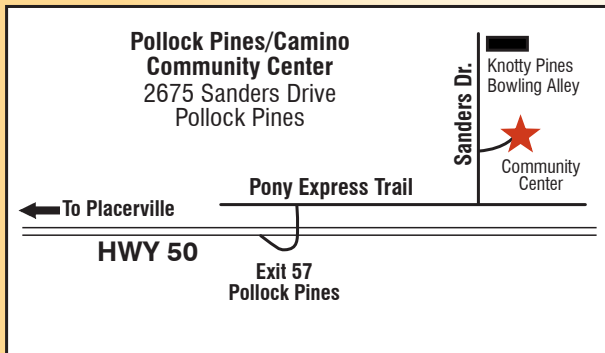 Pollock Pines/Camino
Community Center
2675 Sanders Drive
Pollock Pines
Sanders Dr.
Knotty Pines
Bowling Alley
Community
Center
Pony Express Trail
To Placerville
HWY 50
Exit 57
Pollock Pines